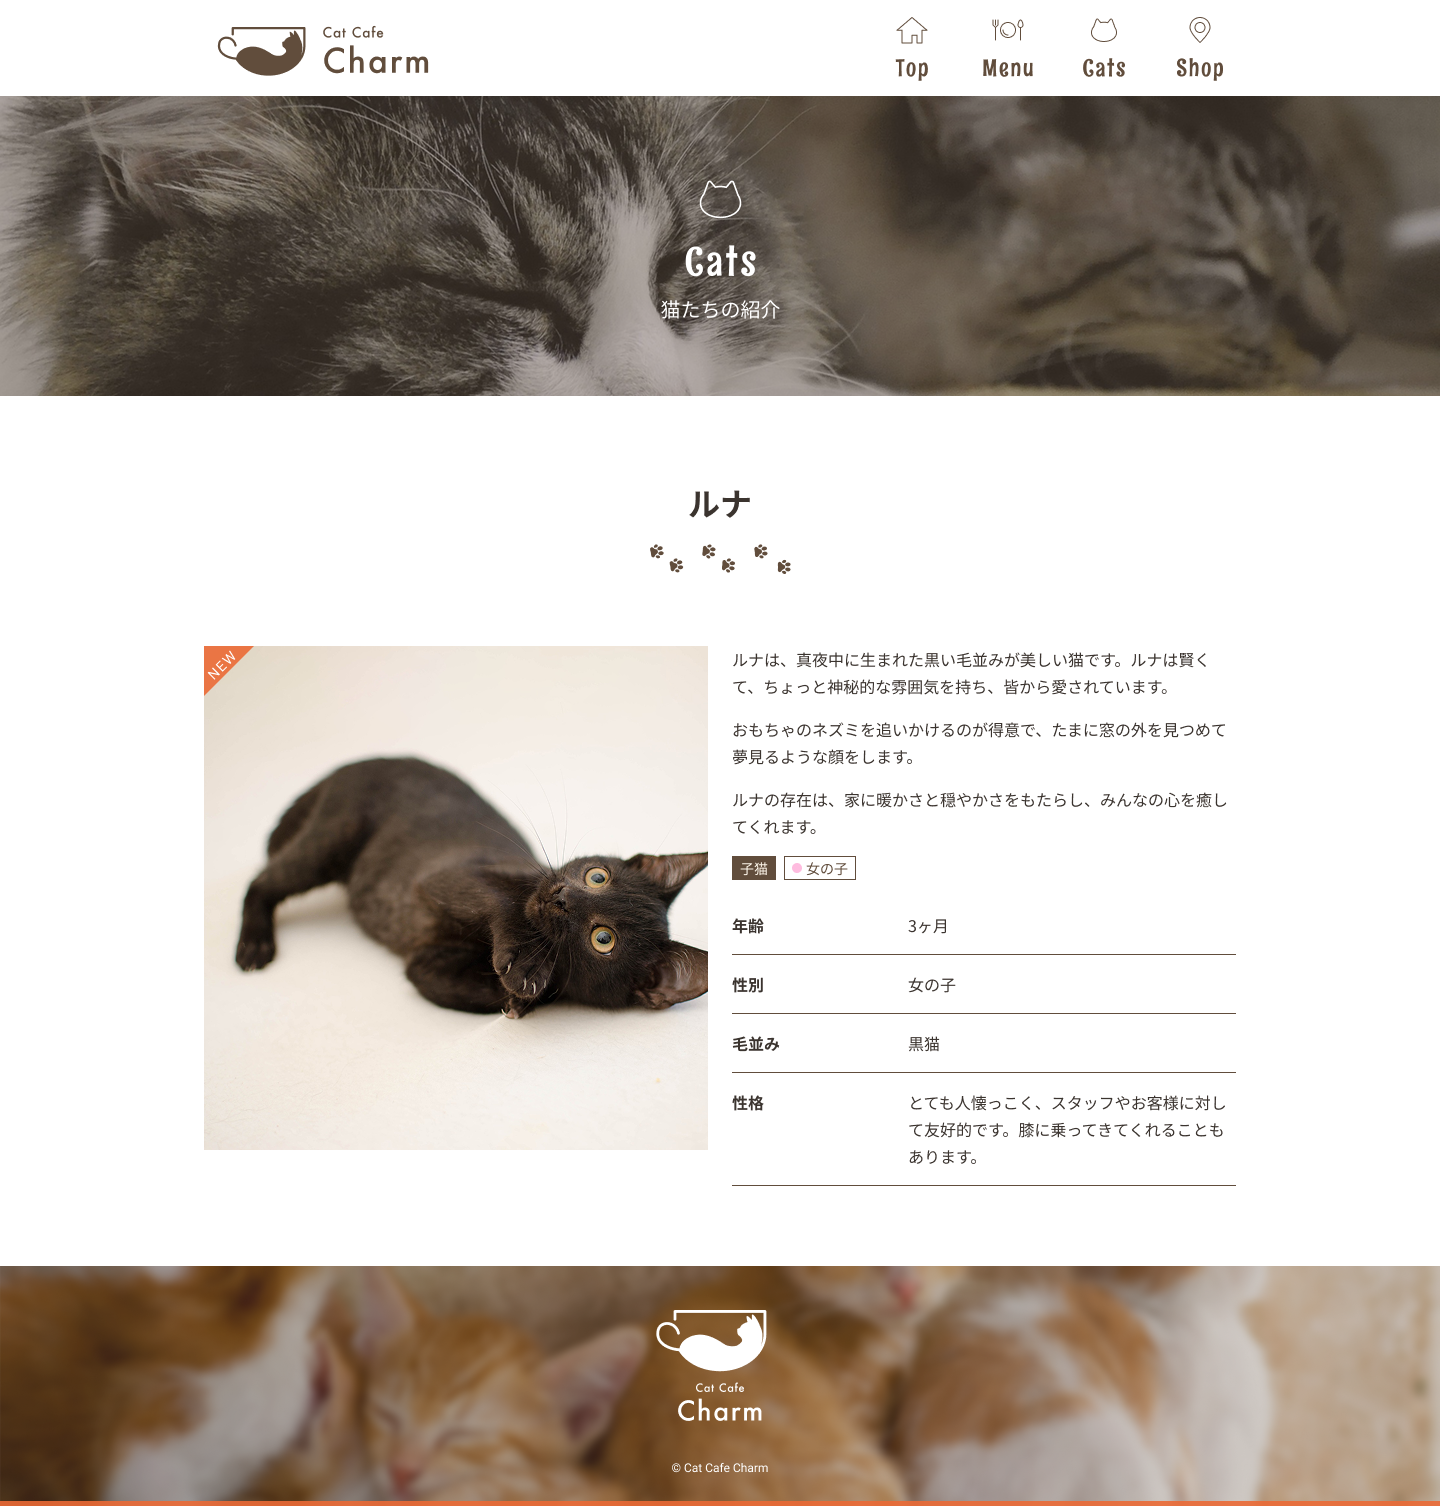 Cat Cafe
Charm
Top
Menu
Cats
Shop
Cats
猫たちの紹介
ルナ
NEW
ルナは、真夜中に生まれた黒い毛並みが美しい猫です。ルナは賢く
て、ちょっと神秘的な雰囲気を持ち、皆から愛されています。
おもちゃのネズミを追いかけるのが得意で、たまに窓の外を見つめて
夢見るような顔をします。
ルナの存在は、家に暖かさと穏やかさをもたらし、みんなの心を癒し
てくれます。
子猫
女の子
年齢
3ヶ月
性別
女の子
毛並み
黒猫
性格
とても人懐っこく、スタッフやお客様に対し
て友好的です。膝に乗ってきてくれることも
あります。
Cat Cafe
Charm
© Cat Cafe Charm